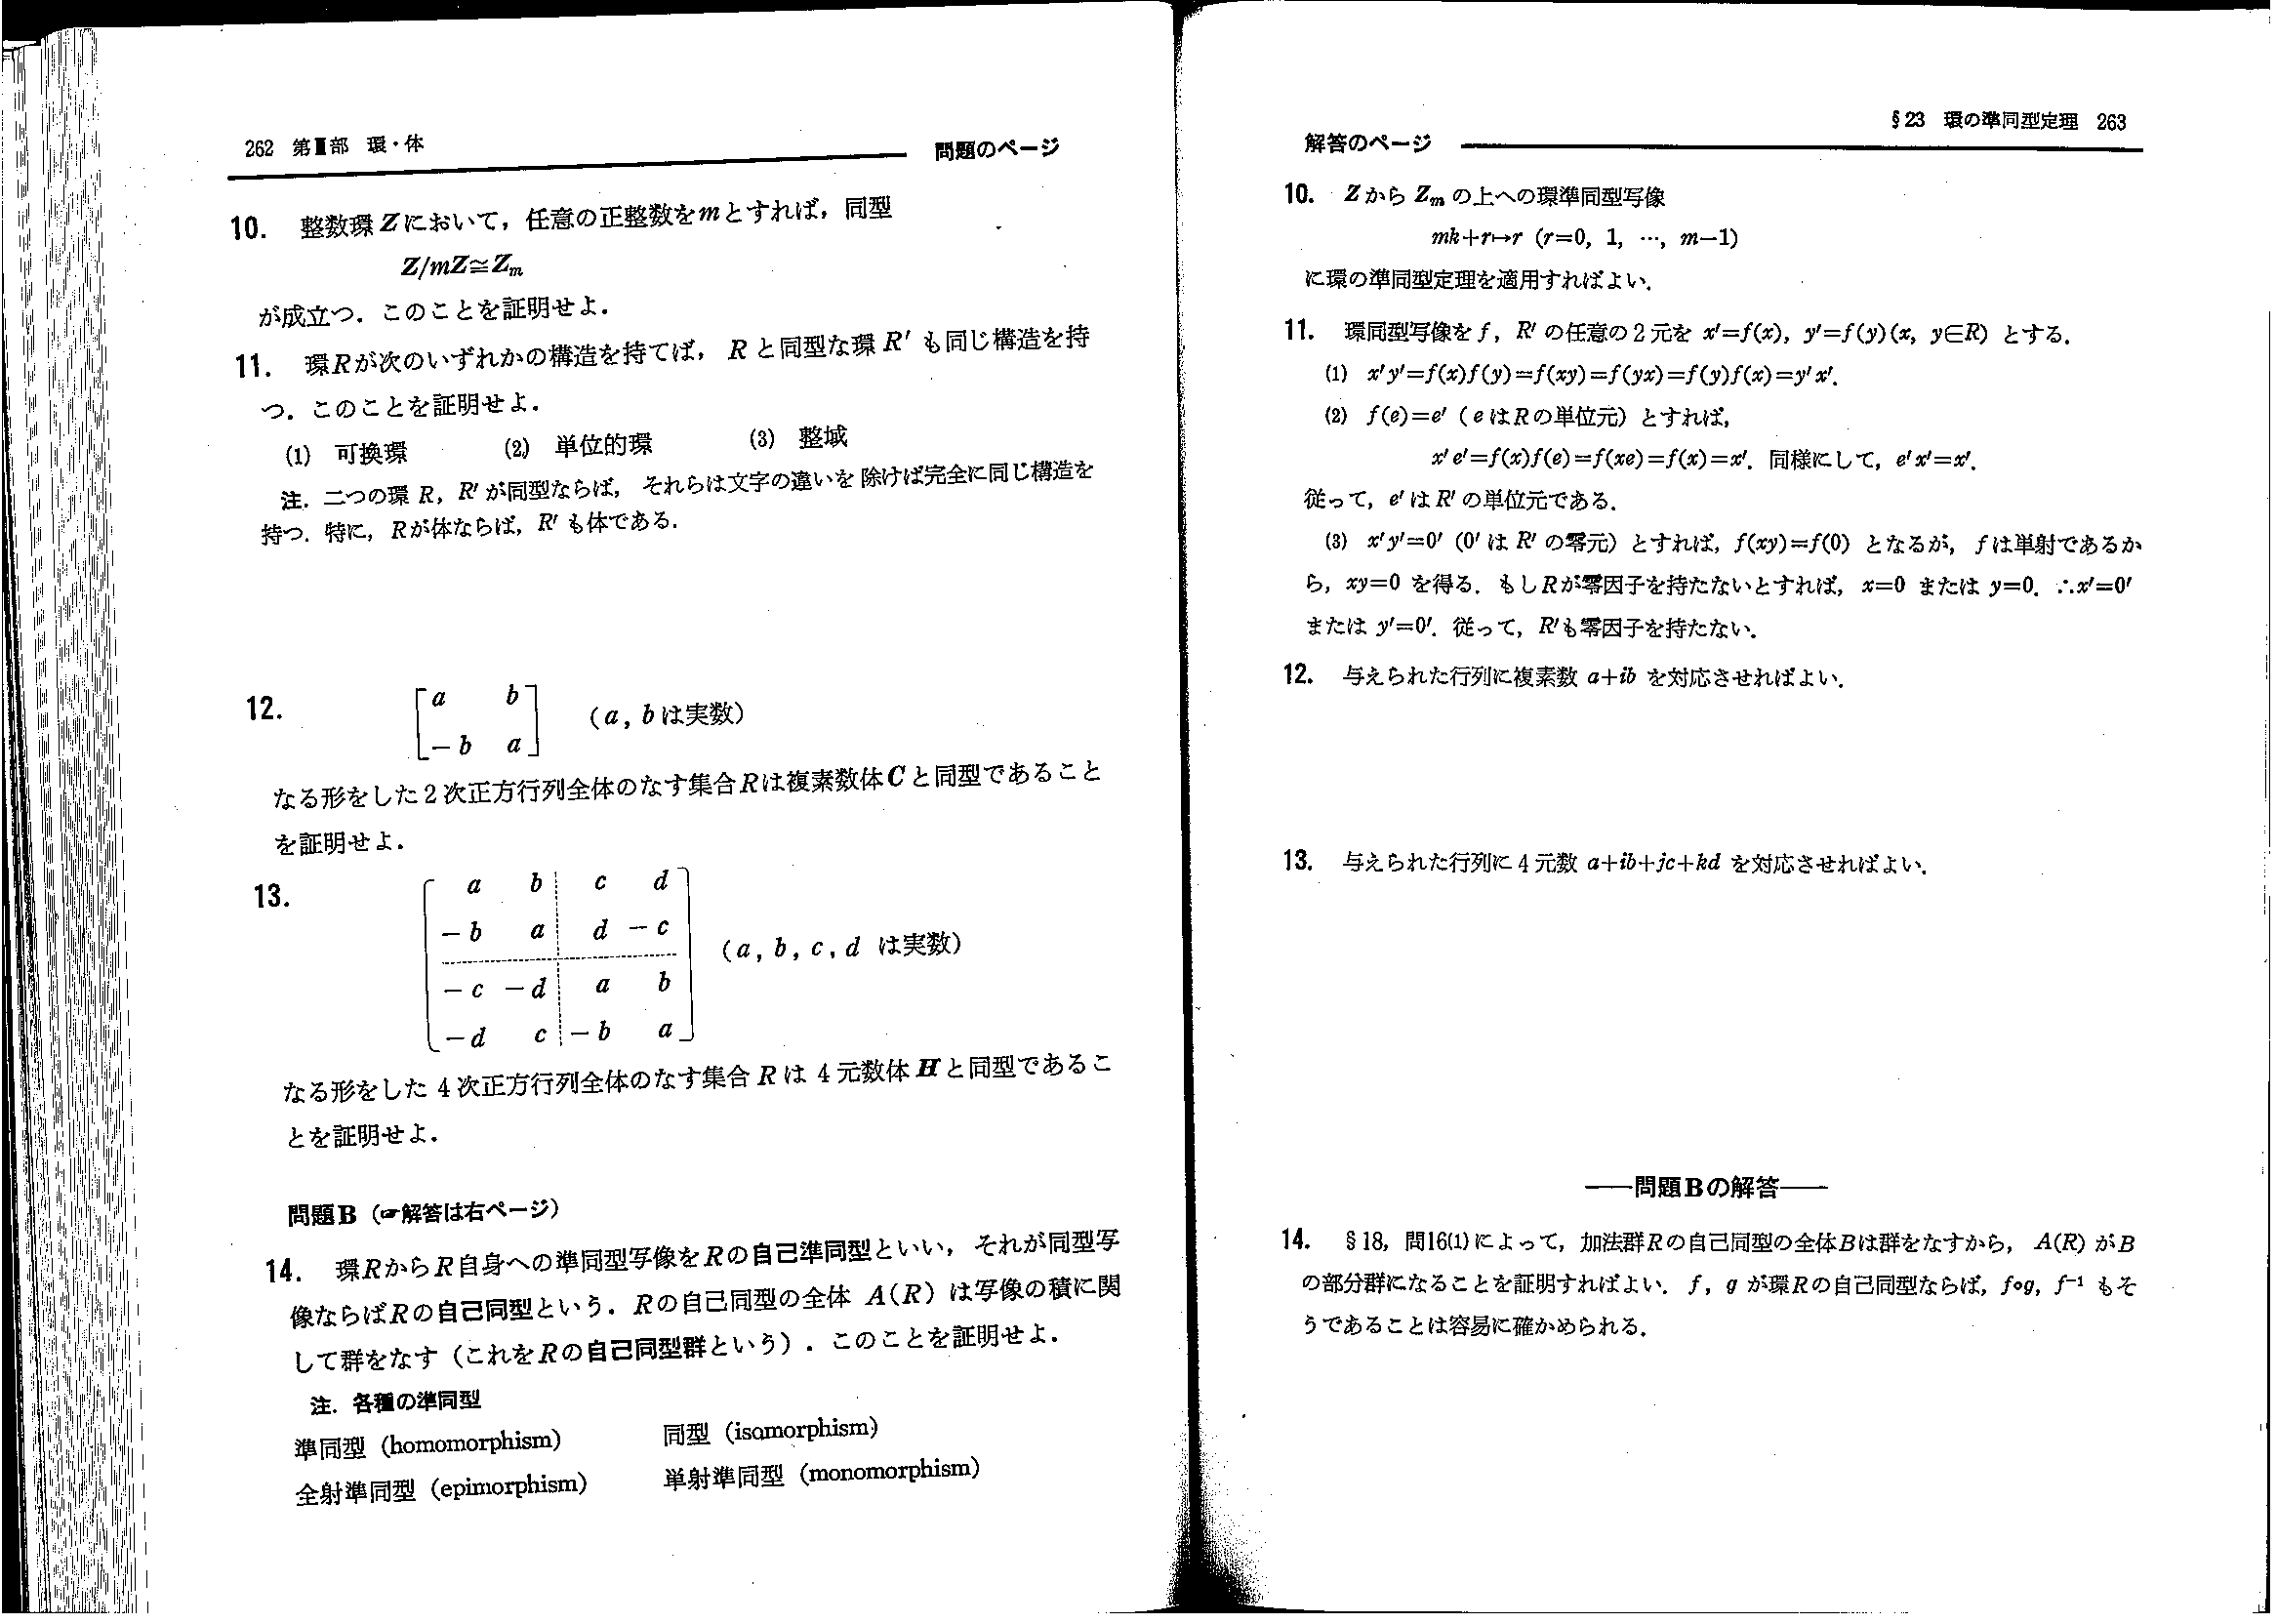 262 第Ⅱ部 環・体
問題のページ
10. 整数環Zにおいて，任意の正整数をmとすれば，同型
Z/mZ≅Zm
が成立つ．このことを証明せよ．
11. 環Rが次のいずれかの構造を持てば，Rと同型な環R′も同じ構造を持
つ．このことを証明せよ．
(1) 可換環 (2) 単位的環 (3) 整域
注．二つの環R，R′が同型ならば，それらは文字の違いを除けば完全に同じ構造を
持つ．特に，Rが体ならば，R′も体である．
12. [ a b
−b a ] (a，bは実数)
なる形をした2次正方行列全体のなす集合Rは複素数体Cと同型であること
を証明せよ．
13. [ a b c d
−b a d −c
(a，b，c，d は実数)
−c −d a b
−d c −b a ]
なる形をした4次正方行列全体のなす集合Rは4元数体Hと同型であるこ
とを証明せよ．
問題B（☞解答は右ページ）
14. 環RからR自身への準同型写像をRの自己準同型といい，それが同型写
像ならばRの自己同型という．Rの自己同型の全体 A(R) は写像の積に関
して群をなす（これをRの自己同型群という）．このことを証明せよ．
注．各種の準同型
準同型（homomorphism） 同型（isomorphism）
全射準同型（epimorphism） 単射準同型（monomorphism）
§23 環の準同型定理 263
解答のページ
10. ZからZmの上への環準同型写像
mk+r↦r (r=0, 1, …, m−1)
に環の準同型定理を適用すればよい．
11. 環同型写像をf，R′の任意の2元を x′=f(x), y′=f(y)(x, y∈R) とする．
(1) x′y′=f(x)f(y)=f(xy)=f(yx)=f(y)f(x)=y′x′.
(2) f(e)=e′（eはRの単位元）とすれば，
x′e′=f(x)f(e)=f(xe)=f(x)=x′. 同様にして，e′x′=x′.
従って，e′はR′の単位元である．
(3) x′y′=0′（0′はR′の零元）とすれば，f(xy)=f(0) となるが，fは単射であるか
ら，xy=0 を得る．もしRが零因子を持たないとすれば，x=0 または y=0. ∴x′=0′
または y′=0′. 従って，R′も零因子を持たない．
12. 与えられた行列に複素数 a+ib を対応させればよい．
13. 与えられた行列に4元数 a+ib+jc+kd を対応させればよい．
——問題Bの解答——
14. §18，問16(1)によって，加法群Rの自己同型の全体Bは群をなすから，A(R) がB
の部分群になることを証明すればよい．f，g が環Rの自己同型ならば，f∘g, f⁻¹ もそ
うであることは容易に確かめられる．